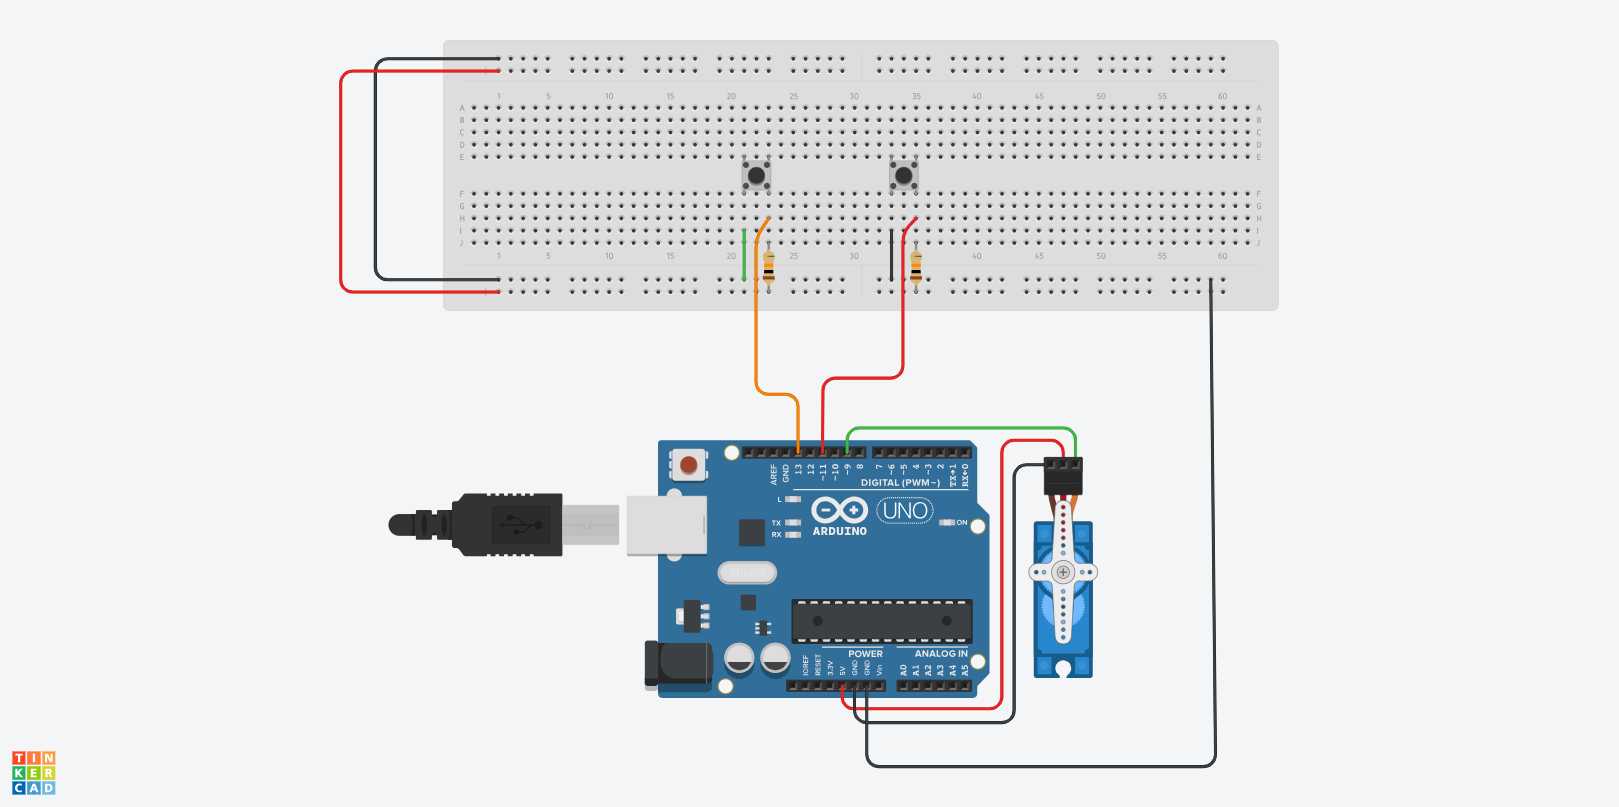 1 5 10 15 20 25 30 35 40 45 50 55 60
A A
B B
C C
D D
E E
F F
G G
H H
I I
J J
1 5 10 15 20 25 30 35 40 45 50 55 60
AREF
GND
13
12
~11
~10
~9
8
7
~6
~5
4
~3
2
TX→1
RX←0
DIGITAL (PWM~)
L
TX
RX
ARDUINO
UNO
ON
POWER
ANALOG IN
IOREF
RESET
3.3V
5V
GND
GND
Vin
A0
A1
A2
A3
A4
A5
TIN
KER
CAD